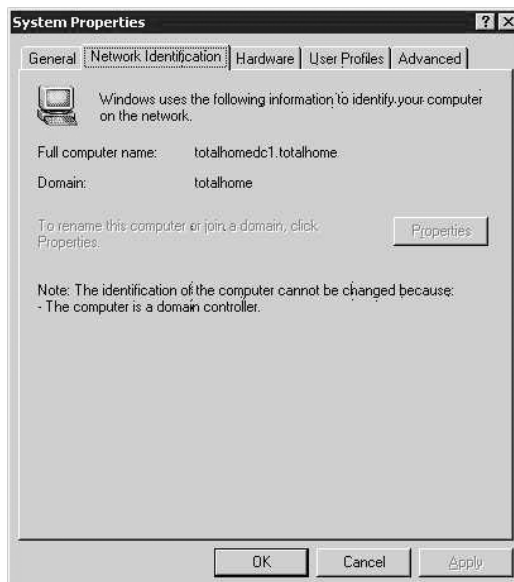 System Properties
? X
General Network Identification Hardware User Profiles Advanced
Windows uses the following information to identify your computer
on the network.
Full computer name: totalhomedc1.totalhome
Domain: totalhome
To rename this computer or join a domain, click
Properties.
Properties
Note: The identification of the computer cannot be changed because:
- The computer is a domain controller.
OK Cancel Apply